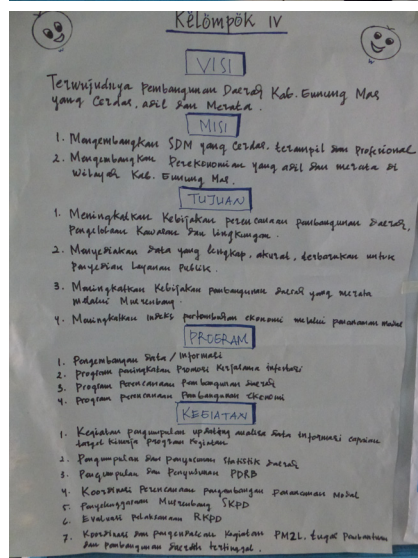 Kelompok IV
VISI
Terwujudnya pembangunan Daerah Kab. Gunung Mas
yang Cerdas, adil dan Merata.
MISI
1. Mengembangkan SDM yang Cerdas, terampil dan Profesional
2. Mengembangkan Perekonomian yang adil dan merata di
Wilayah Kab. Gunung Mas.
TUJUAN
1. Meningkatkan Kebijakan perencanaan pembangunan Daerah,
Pengelolaan Kawasan dan lingkungan.
2. Menyediakan data yang lengkap, akurat, terbarukan untuk
Penyedian Layanan Publik.
3. Meningkatkan Kebijakan pembangunan Daerah yang merata
melalui Musrenbang.
4. Meningkatkan Indeks pertumbuhan ekonomi melalui penanaman modal
PROGRAM
1. Pengembangan data / Informasi
2. Program peningkatan Promosi Kerjasama investasi
3. Program Perencanaan Pembangunan daerah
4. Program perencanaan Pembangunan ekonomi
KEGIATAN
1. Kegiatan pengumpulan updating analisa data Informasi capaian
target Kinerja program Kegiatan
2. Pengumpulan dan penyusunan Statistik daerah
3. Pengumpulan dan Penyusunan PDRB
4. Koordinasi Perencanaan pengembangan penanaman Modal
5. Penyelenggaraan Musrenbang SKPD
6. Evaluasi pelaksanaan RKPD
7. Koordinasi dan pengendalian Kegiatan PM2L, tugas Pembantuan
dan pembangunan daerah tertinggal.